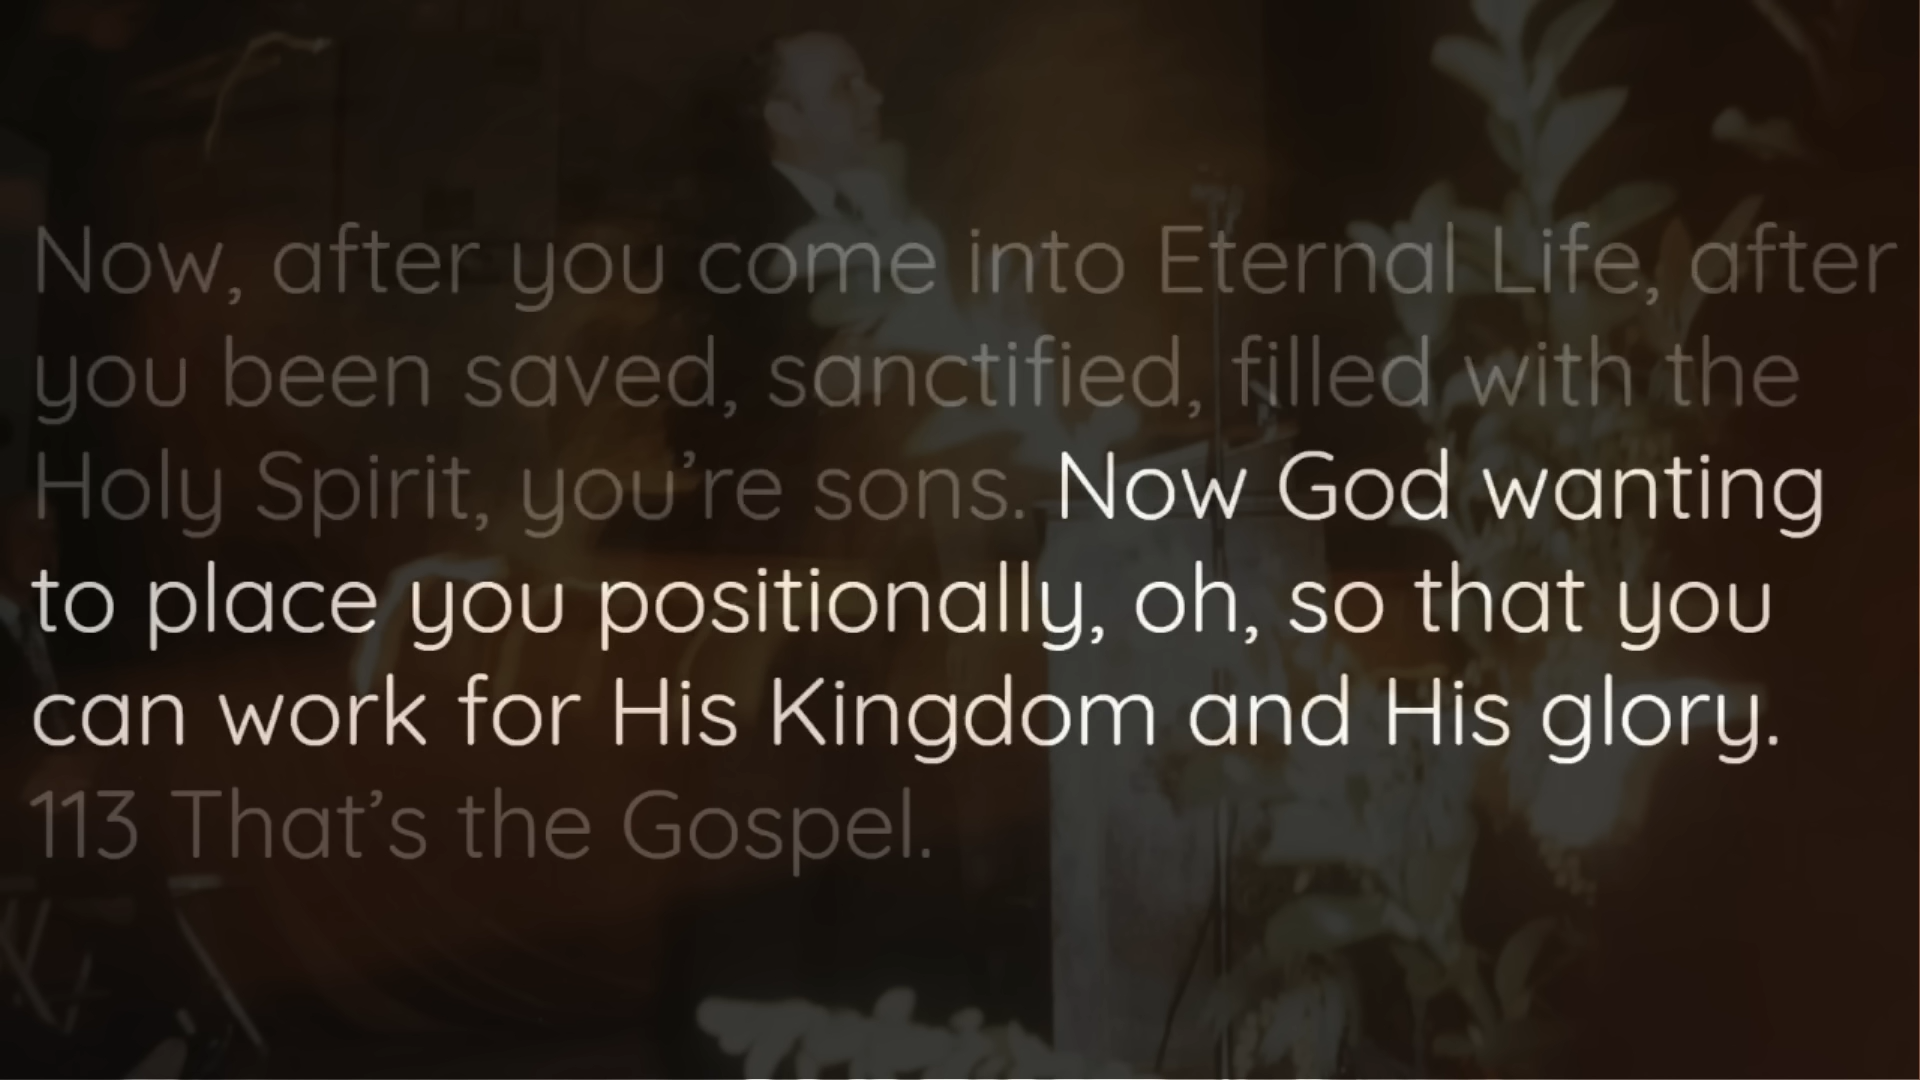 Now, after you come into Eternal Life, after
you been saved, sanctified, filled with the
Holy Spirit, you’re sons. Now God wanting
to place you positionally, oh, so that you
can work for His Kingdom and His glory.
113 That’s the Gospel.